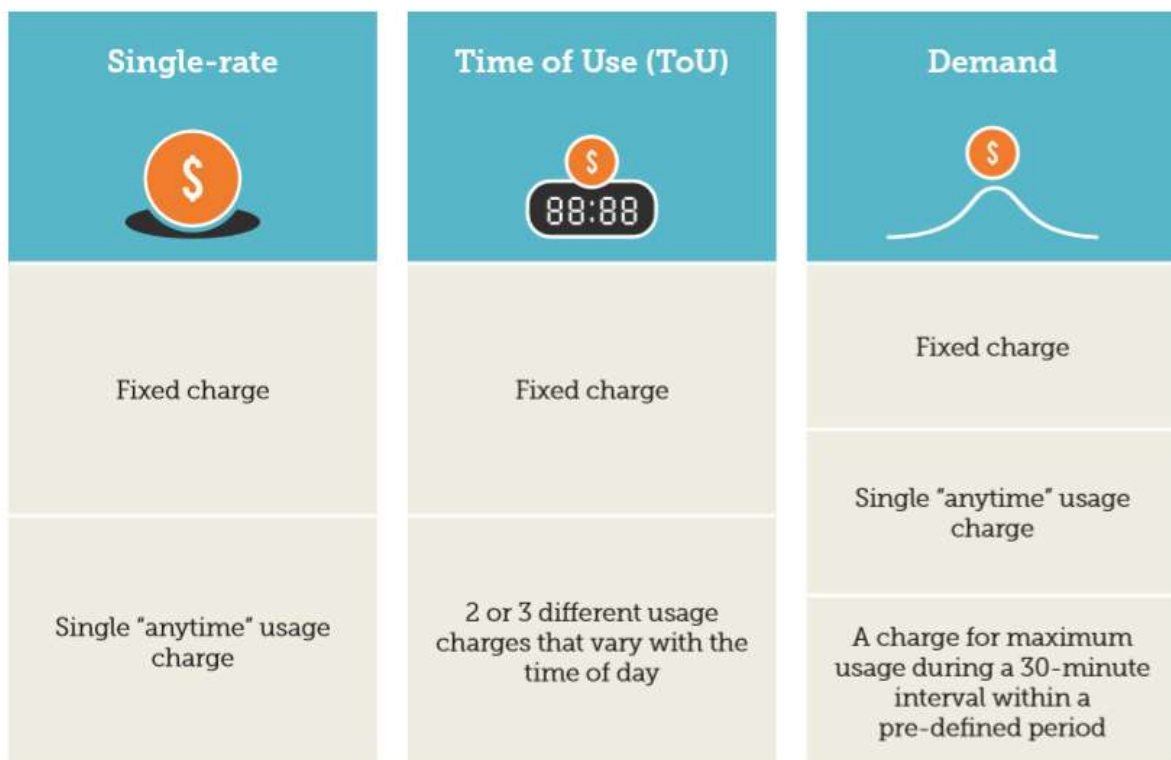 Single-rate
$
Fixed charge
Single "anytime" usage
charge
Time of Use (ToU)
$
88:88
Fixed charge
2 or 3 different usage
charges that vary with the
time of day
Demand
$
Fixed charge
Single "anytime" usage
charge
A charge for maximum
usage during a 30-minute
interval within a
pre-defined period